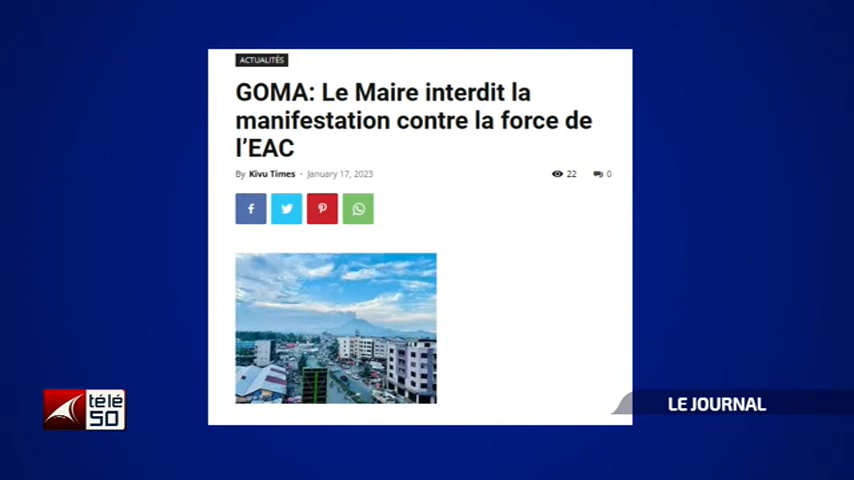 ACTUALITÉS
GOMA: Le Maire interdit la
manifestation contre la force de
l'EAC
By Kivu Times - January 17, 2023
22
0
télé
50
LE JOURNAL